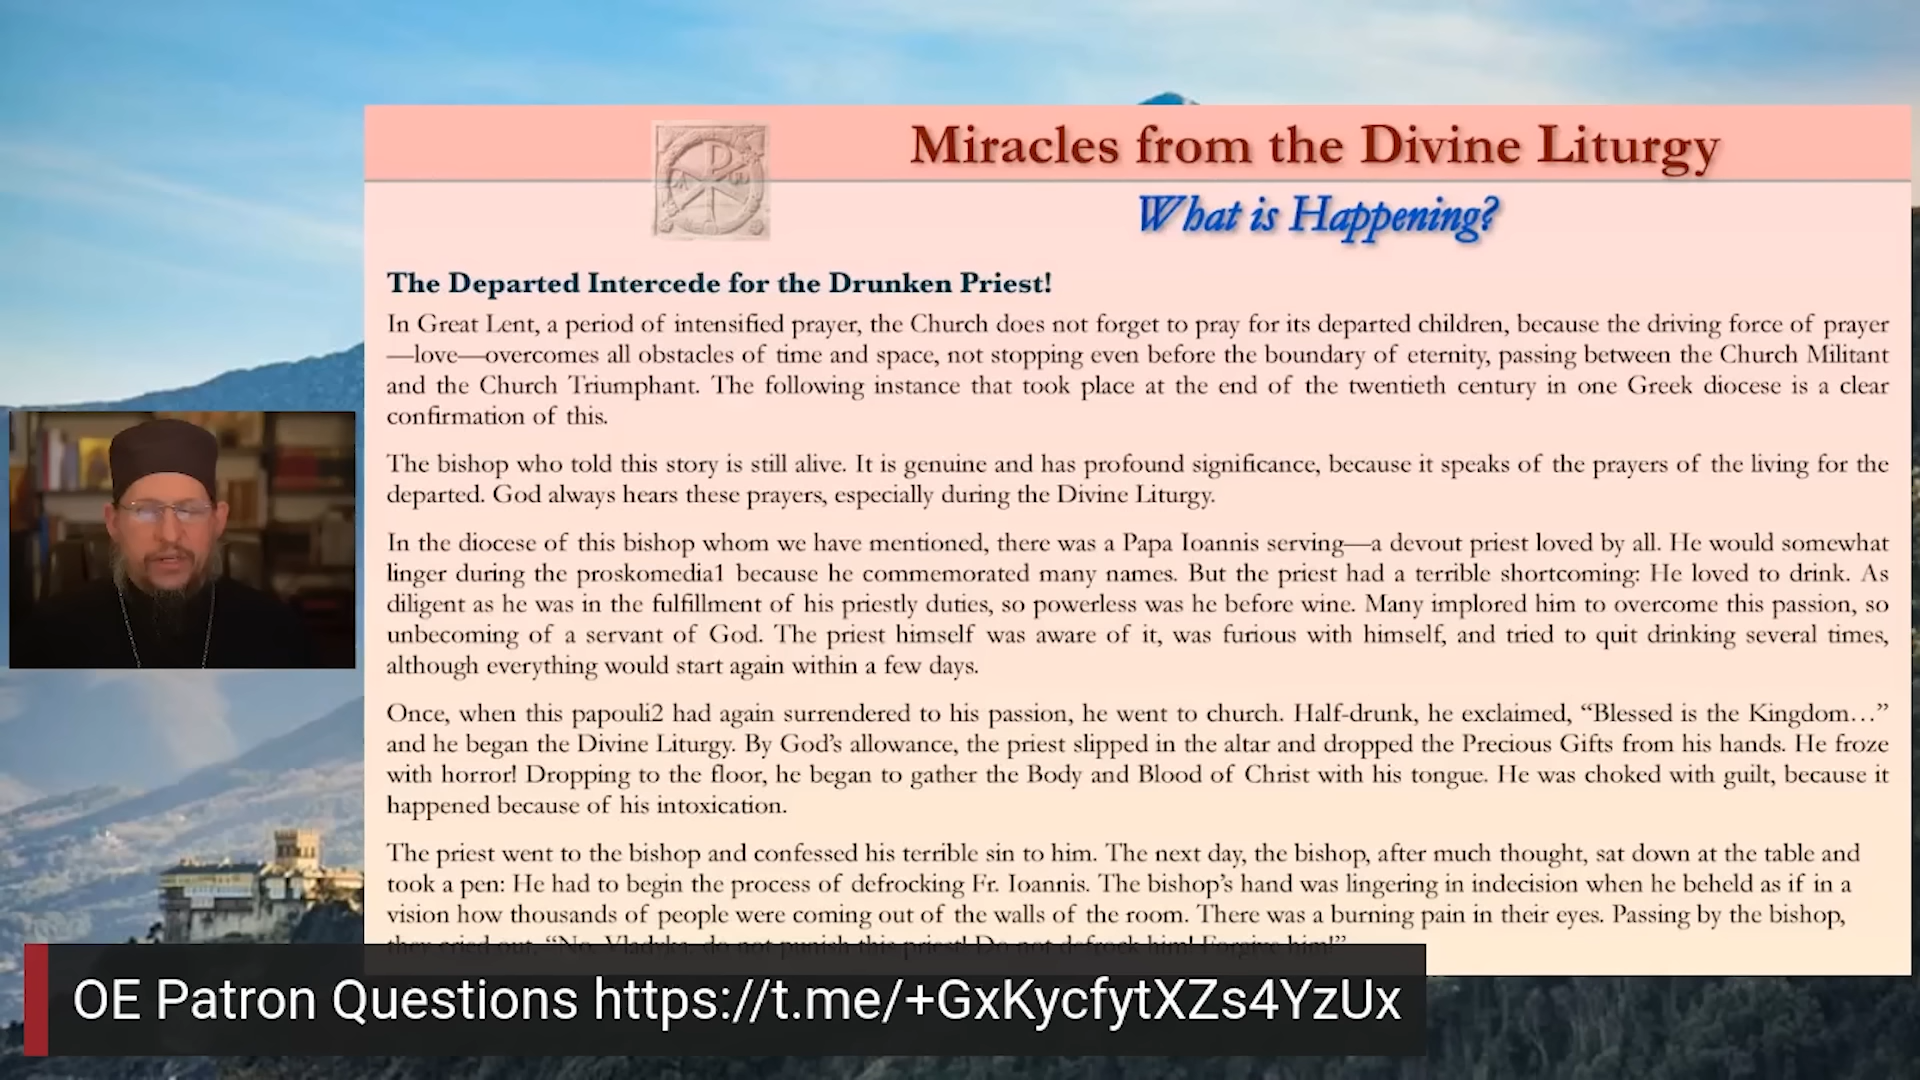 Miracles from the Divine Liturgy
What is Happening?
The Departed Intercede for the Drunken Priest!
In Great Lent, a period of intensified prayer, the Church does not forget to pray for its departed children, because the driving force of prayer
—love—overcomes all obstacles of time and space, not stopping even before the boundary of eternity, passing between the Church Militant
and the Church Triumphant. The following instance that took place at the end of the twentieth century in one Greek diocese is a clear
confirmation of this.
The bishop who told this story is still alive. It is genuine and has profound significance, because it speaks of the prayers of the living for the
departed. God always hears these prayers, especially during the Divine Liturgy.
In the diocese of this bishop whom we have mentioned, there was a Papa Ioannis serving—a devout priest loved by all. He would somewhat
linger during the proskomedia1 because he commemorated many names. But the priest had a terrible shortcoming: He loved to drink. As
diligent as he was in the fulfillment of his priestly duties, so powerless was he before wine. Many implored him to overcome this passion, so
unbecoming of a servant of God. The priest himself was aware of it, was furious with himself, and tried to quit drinking several times,
although everything would start again within a few days.
Once, when this papouli2 had again surrendered to his passion, he went to church. Half-drunk, he exclaimed, “Blessed is the Kingdom…”
and he began the Divine Liturgy. By God’s allowance, the priest slipped in the altar and dropped the Precious Gifts from his hands. He froze
with horror! Dropping to the floor, he began to gather the Body and Blood of Christ with his tongue. He was choked with guilt, because it
happened because of his intoxication.
The priest went to the bishop and confessed his terrible sin to him. The next day, the bishop, after much thought, sat down at the table and
took a pen: He had to begin the process of defrocking Fr. Ioannis. The bishop’s hand was lingering in indecision when he beheld as if in a
vision how thousands of people were coming out of the walls of the room. There was a burning pain in their eyes. Passing by the bishop,
they cried out, “No, Vladyka, do not punish this priest! Do not defrock him! Forgive him!”
OE Patron Questions https://t.me/+GxKycfytXZs4YzUx